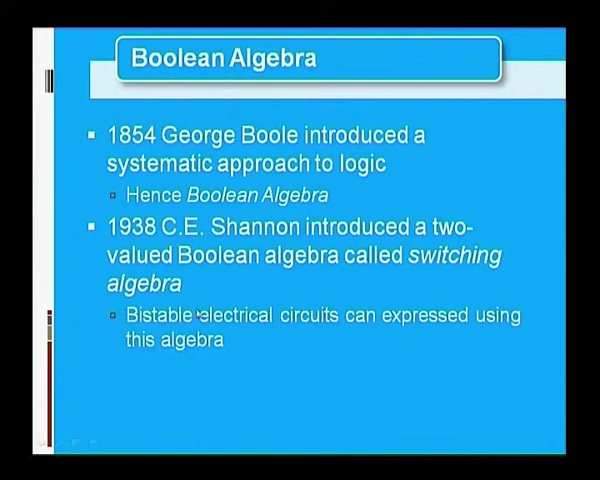 Boolean Algebra
1854 George Boole introduced a
systematic approach to logic
Hence Boolean Algebra
1938 C.E. Shannon introduced a two-
valued Boolean algebra called switching
algebra
Bistable electrical circuits can expressed using
this algebra